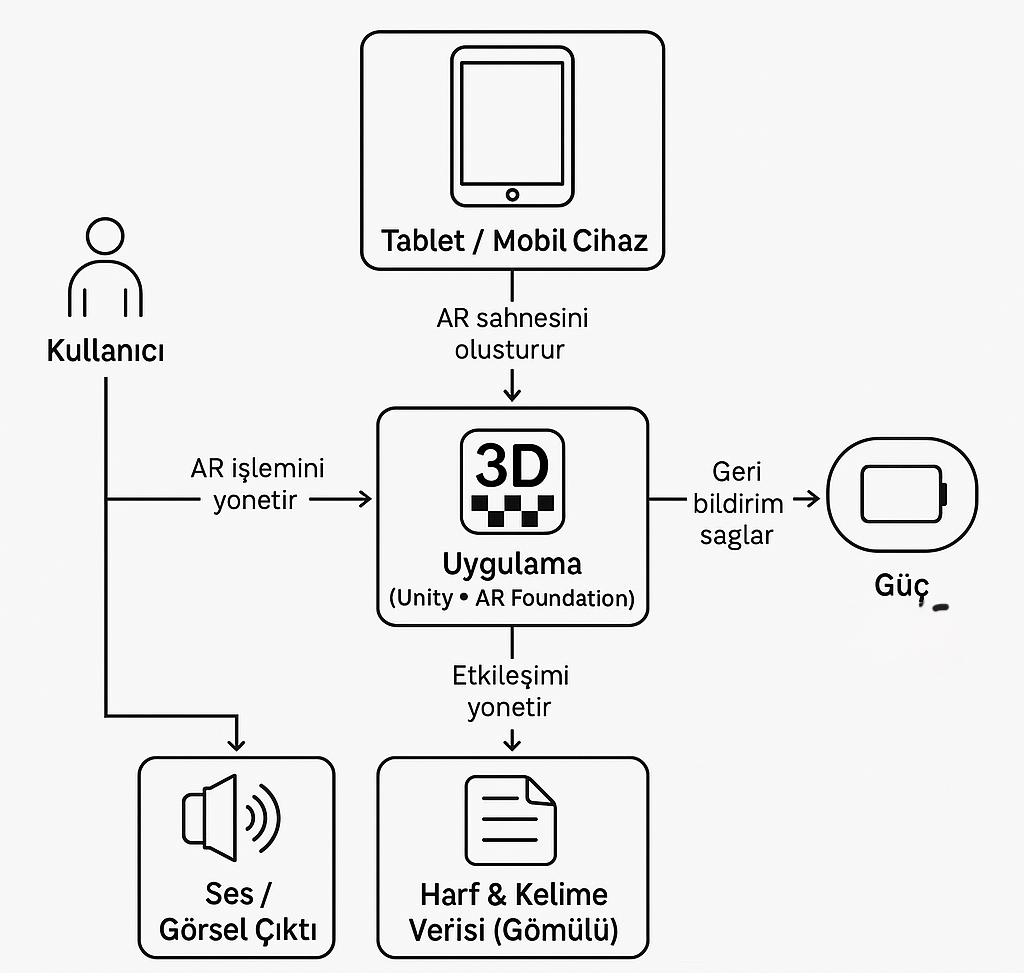 Tablet / Mobil Cihaz
AR sahnesini
olusturur
Kullanıcı
AR işlemini
yonetir
3D
Uygulama
(Unity • AR Foundation)
Geri
bildirim
saglar
Güç
Etkileşimi
yonetir
Ses /
Görsel Çıktı
Harf & Kelime
Verisi (Gömülü)